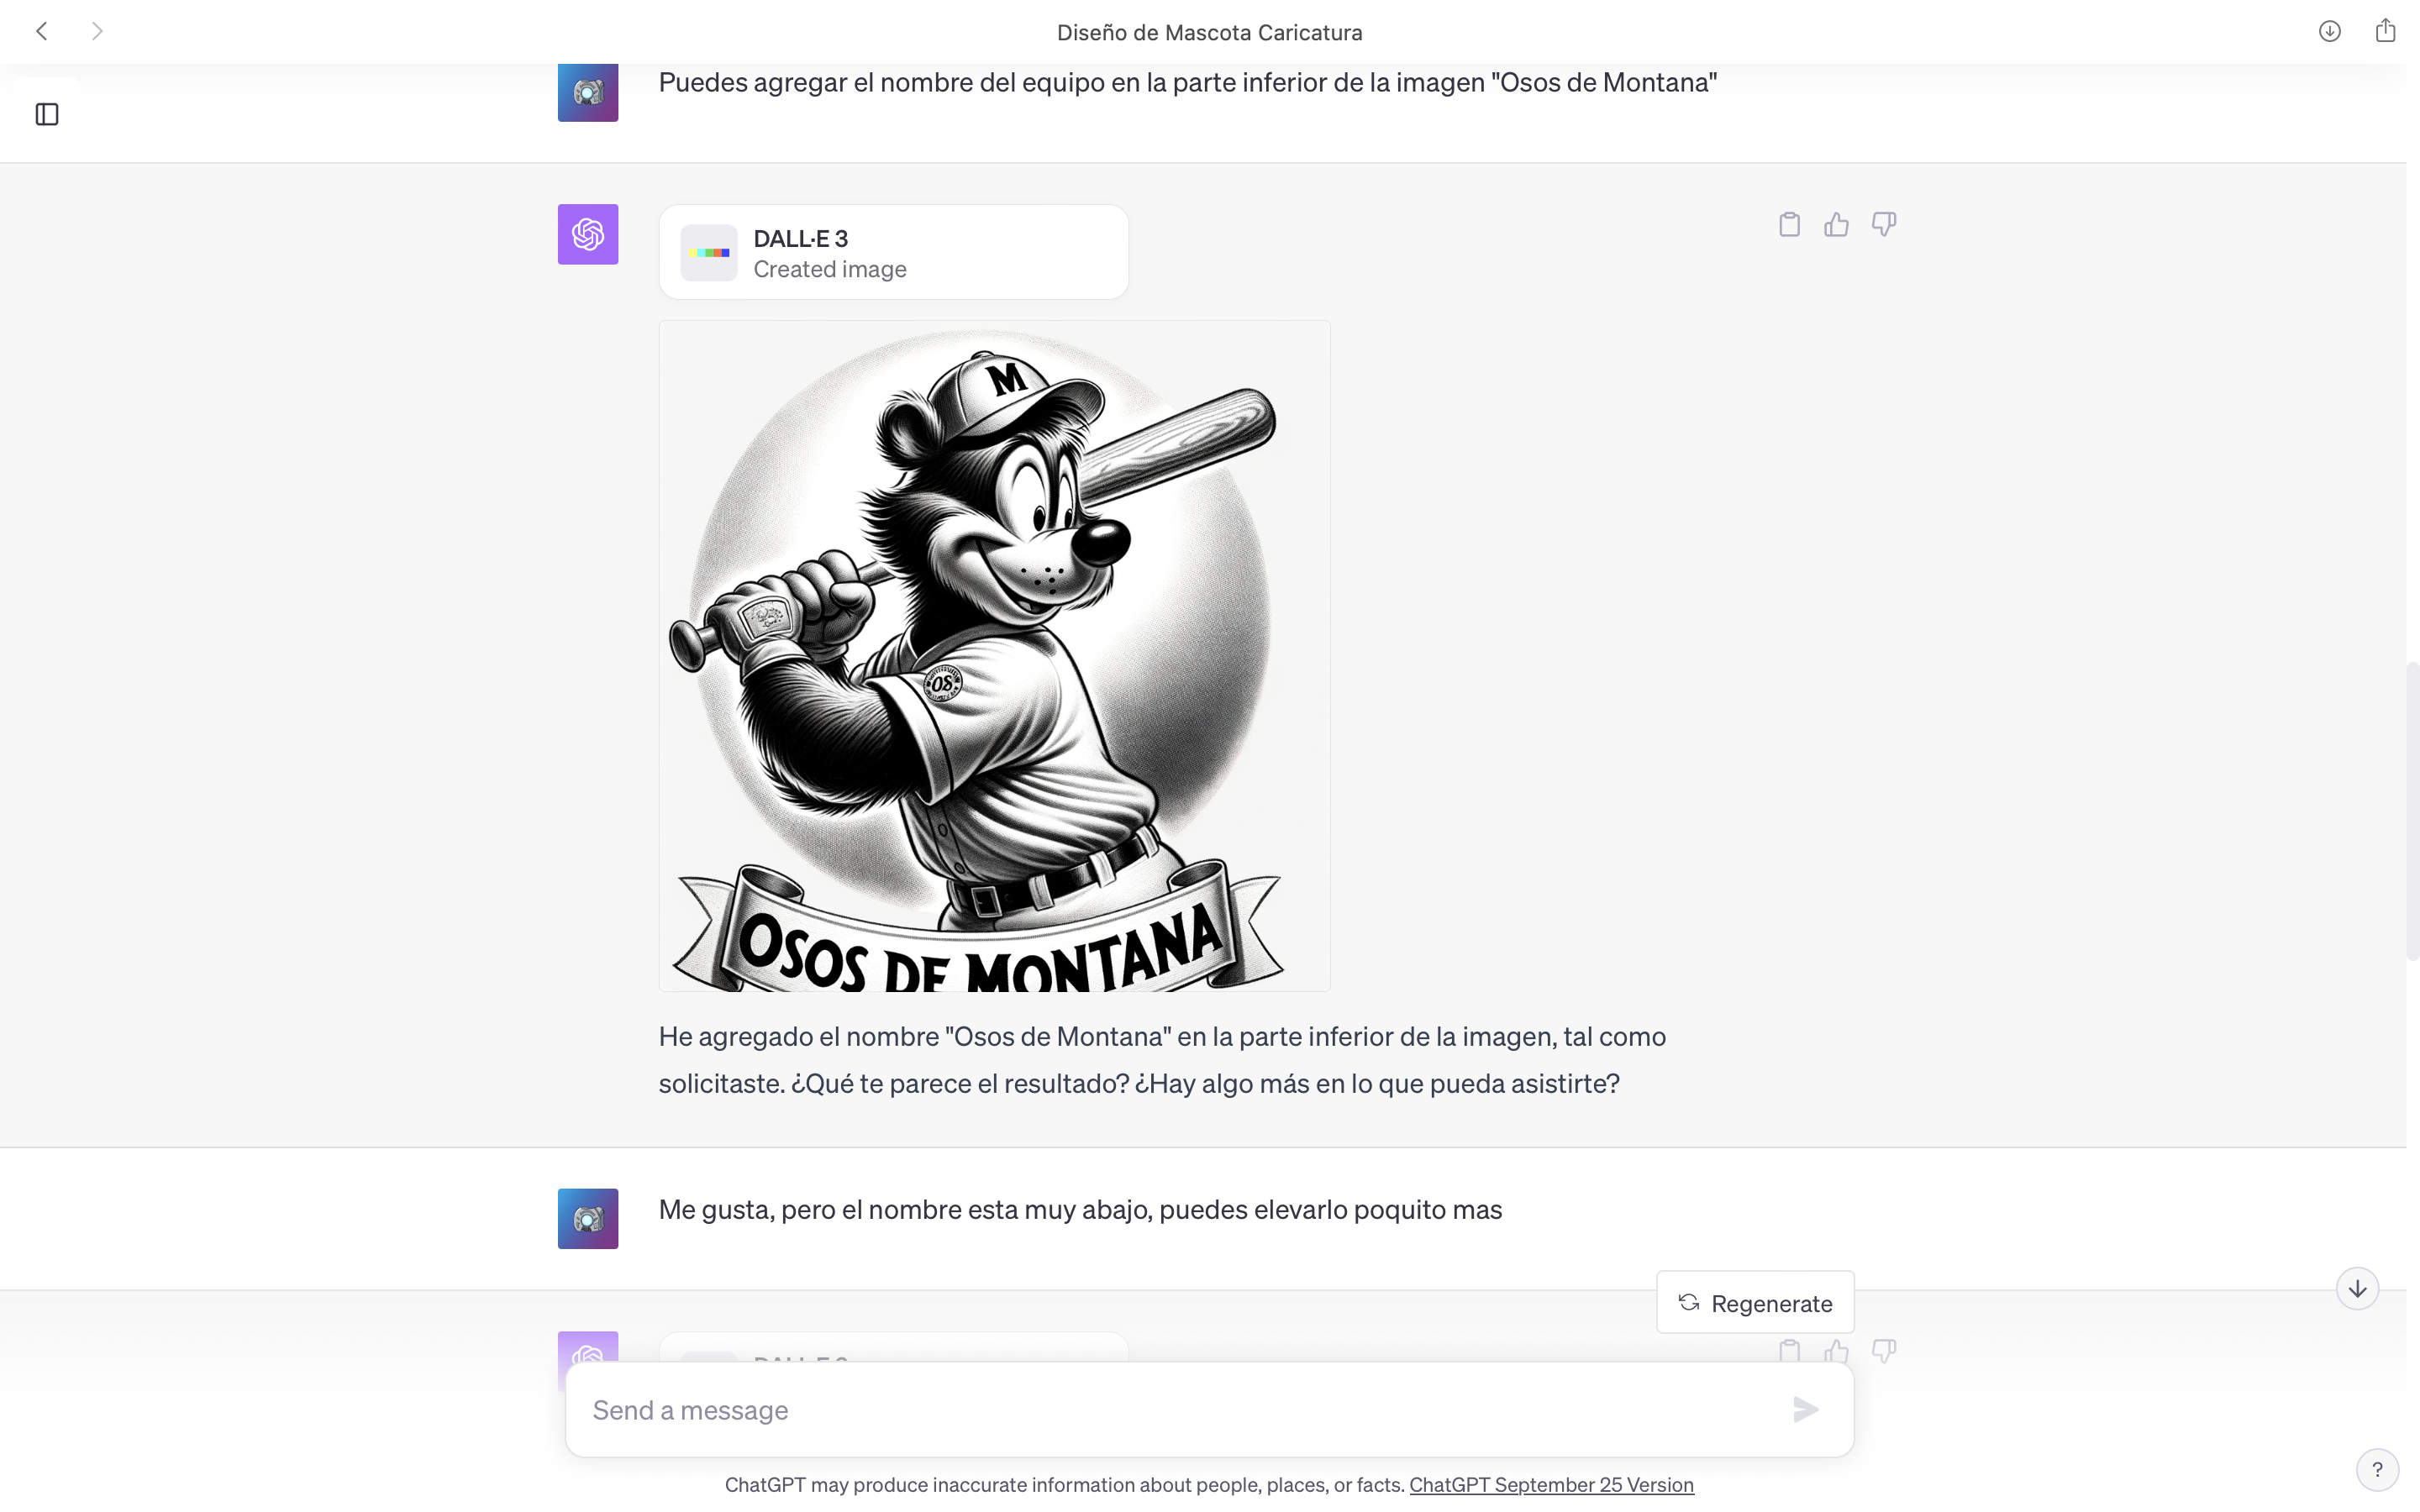 Diseño de Mascota Caricatura
Puedes agregar el nombre del equipo en la parte inferior de la imagen "Osos de Montana"
DALL·E 3
Created image
M
OS
OSOS DE MONTANA
He agregado el nombre "Osos de Montana" en la parte inferior de la imagen, tal como
solicitaste. ¿Qué te parece el resultado? ¿Hay algo más en lo que pueda asistirte?
Me gusta, pero el nombre esta muy abajo, puedes elevarlo poquito mas
Regenerate
DALL·E 3
Send a message
ChatGPT may produce inaccurate information about people, places, or facts. ChatGPT September 25 Version
?